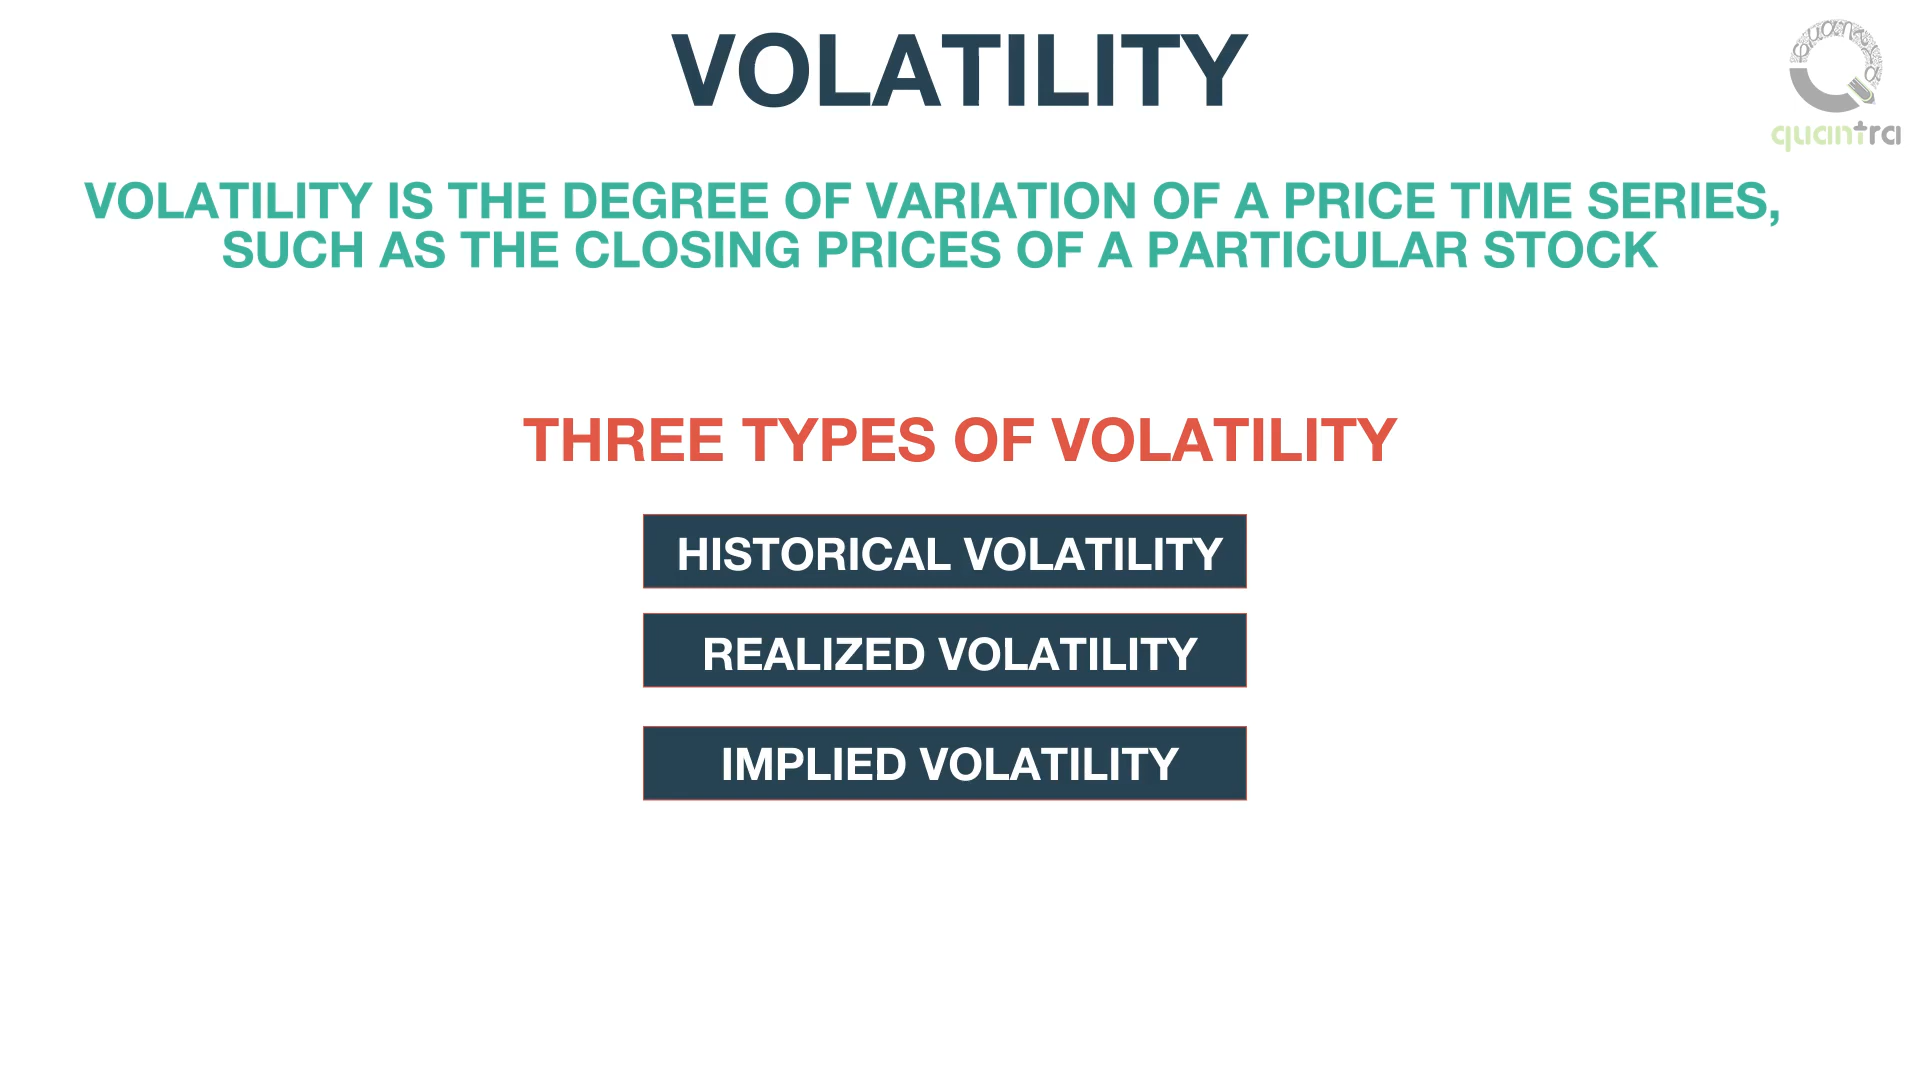 VOLATILITY
quantra
VOLATILITY IS THE DEGREE OF VARIATION OF A PRICE TIME SERIES,
SUCH AS THE CLOSING PRICES OF A PARTICULAR STOCK
THREE TYPES OF VOLATILITY
HISTORICAL VOLATILITY
REALIZED VOLATILITY
IMPLIED VOLATILITY